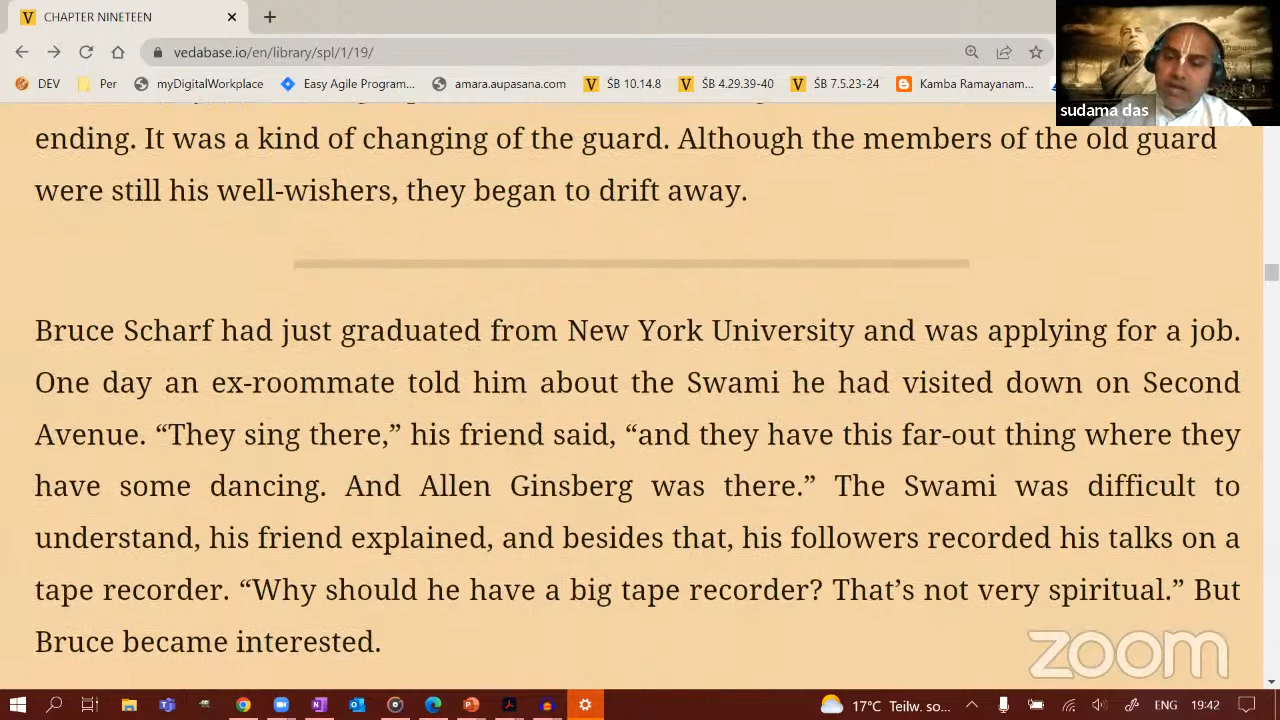 CHAPTER NINETEEN
vedabase.io/en/library/spl/1/19/
DEV
Per
myDigitalWorkplace
Easy Agile Program...
amara.aupasana.com
ŚB 10.14.8
ŚB 4.29.39-40
ŚB 7.5.23-24
Kamba Ramayanam...
sudama das
ending. It was a kind of changing of the guard. Although the members of the old guard
were still his well-wishers, they began to drift away.
Bruce Scharf had just graduated from New York University and was applying for a job.
One day an ex-roommate told him about the Swami he had visited down on Second
Avenue. “They sing there,” his friend said, “and they have this far-out thing where they
have some dancing. And Allen Ginsberg was there.” The Swami was difficult to
understand, his friend explained, and besides that, his followers recorded his talks on a
tape recorder. “Why should he have a big tape recorder? That’s not very spiritual.” But
Bruce became interested.
zoom
17°C Teilw. so...
ENG
19:42